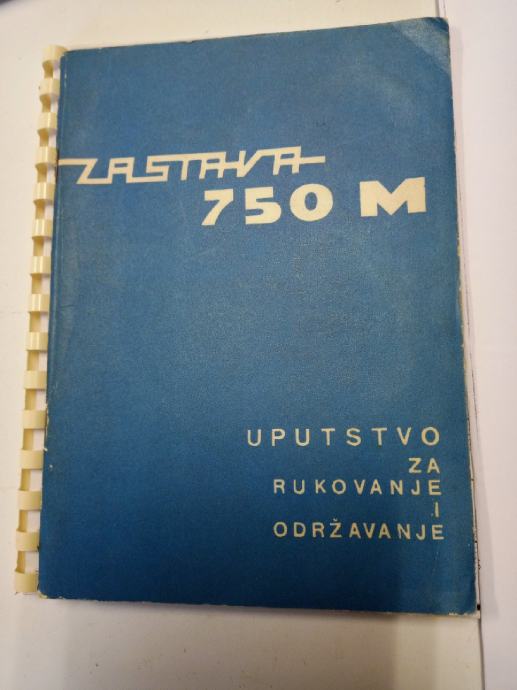 ZASTAVA
750 M
UPUTSTVO
ZA
RUKOVANJE
I
ODRŽAVANJE